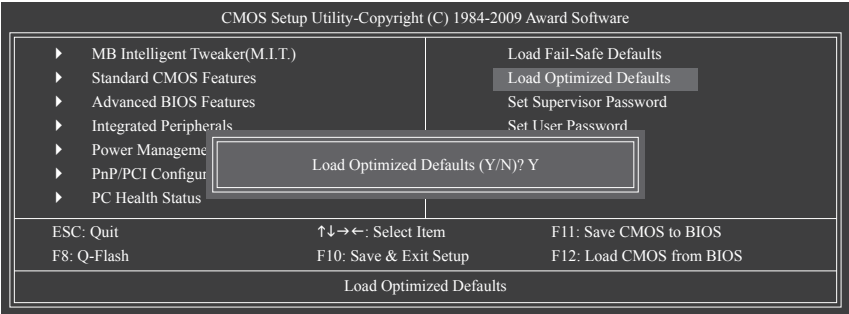 CMOS Setup Utility-Copyright (C) 1984-2009 Award Software
MB Intelligent Tweaker(M.I.T.)
Standard CMOS Features
Advanced BIOS Features
Integrated Peripherals
Power Manageme
PnP/PCI Configur
PC Health Status
Load Fail-Safe Defaults
Load Optimized Defaults
Set Supervisor Password
Set User Password
Load Optimized Defaults (Y/N)? Y
ESC: Quit ↑↓→←: Select Item F11: Save CMOS to BIOS
F8: Q-Flash F10: Save & Exit Setup F12: Load CMOS from BIOS
Load Optimized Defaults